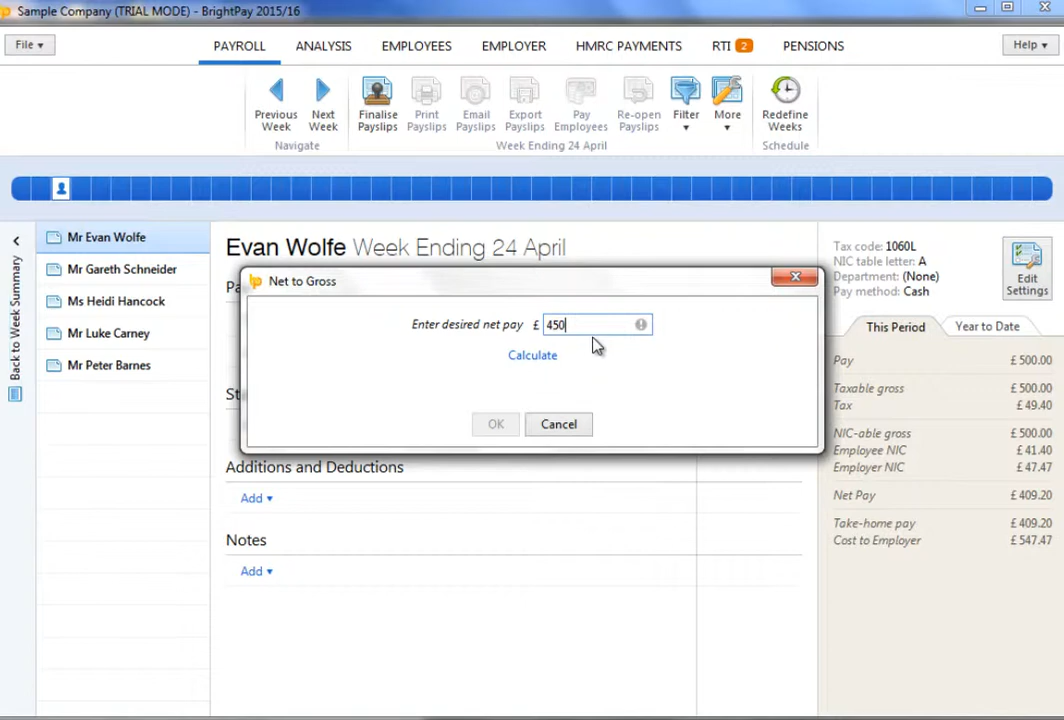 Sample Company (TRIAL MODE) - BrightPay 2015/16
File
PAYROLL ANALYSIS EMPLOYEES EMPLOYER HMRC PAYMENTS RTI 2 PENSIONS
Help
Previous Week
Next Week
Navigate
Finalise Payslips
Print Payslips
Email Payslips
Export Payslips
Pay Employees
Re-open Payslips
Filter
More
Week Ending 24 April
Redefine Weeks
Schedule
Back to Week Summary
Mr Evan Wolfe
Mr Gareth Schneider
Ms Heidi Hancock
Mr Luke Carney
Mr Peter Barnes
Evan Wolfe Week Ending 24 April
Pa
Net to Gross
Enter desired net pay £ 450
Calculate
OK Cancel
St
Additions and Deductions
Add
Notes
Add
Tax code: 1060L
NIC table letter: A
Department: (None)
Pay method: Cash
Edit Settings
This Period Year to Date
Pay £ 500.00
Taxable gross £ 500.00
Tax £ 49.40
NIC-able gross £ 500.00
Employee NIC £ 41.40
Employer NIC £ 47.47
Net Pay £ 409.20
Take-home pay £ 409.20
Cost to Employer £ 547.47